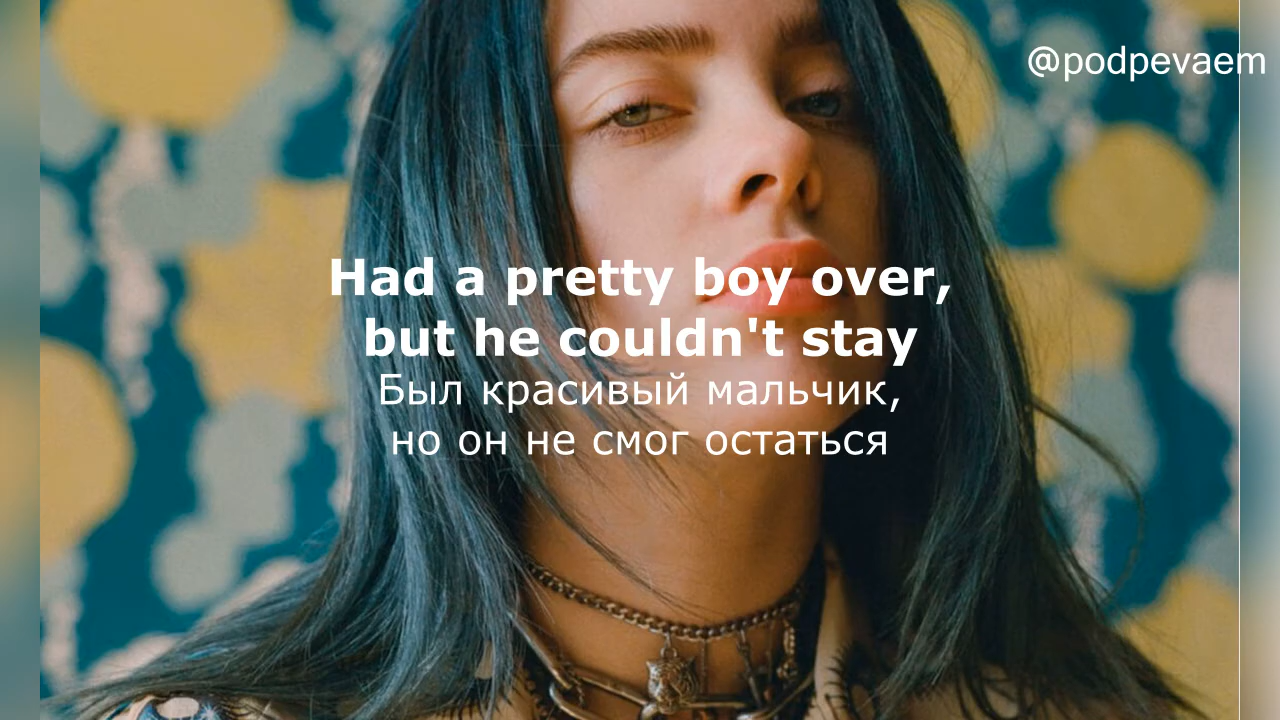 @podpevaem
Had a pretty boy over,
but he couldn't stay
Был красивый мальчик,
но он не смог остаться